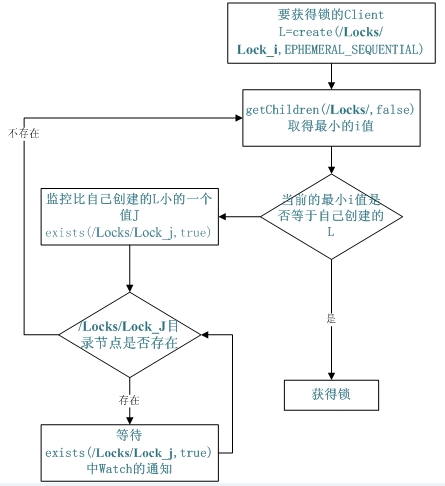 要获得锁的Client
L=create(/Locks/
Lock_i,EPHEMERAL_SEQUENTIAL)
getChildren(/Locks/,false)
取得最小的i值
不存在
当前的最小i值是
否等于自己创建的
L
监控比自己创建的L小的一个
值J
exists(/Locks/Lock_j,true)
/Locks/Lock_J目
录节点是否存在
是
存在
获得锁
等待
exists(/Locks/Lock_j,true)
中Watch的通知